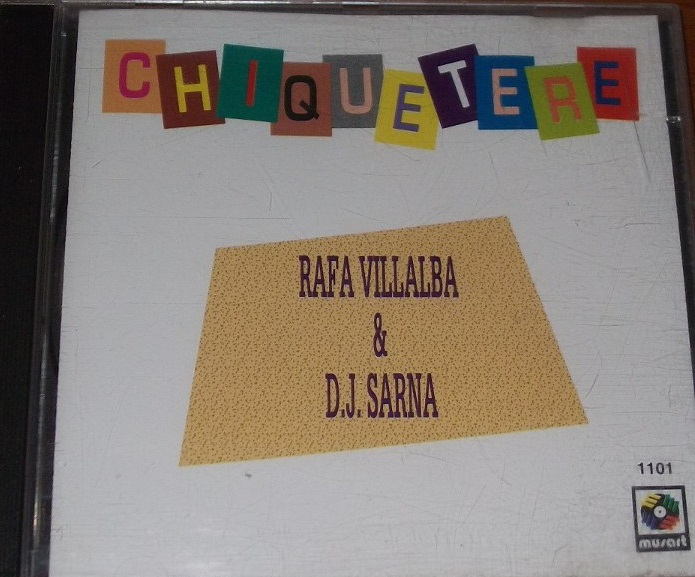 CHIQUETERE
RAFA VILLALBA
&
D.J. SARNA
1101
musart